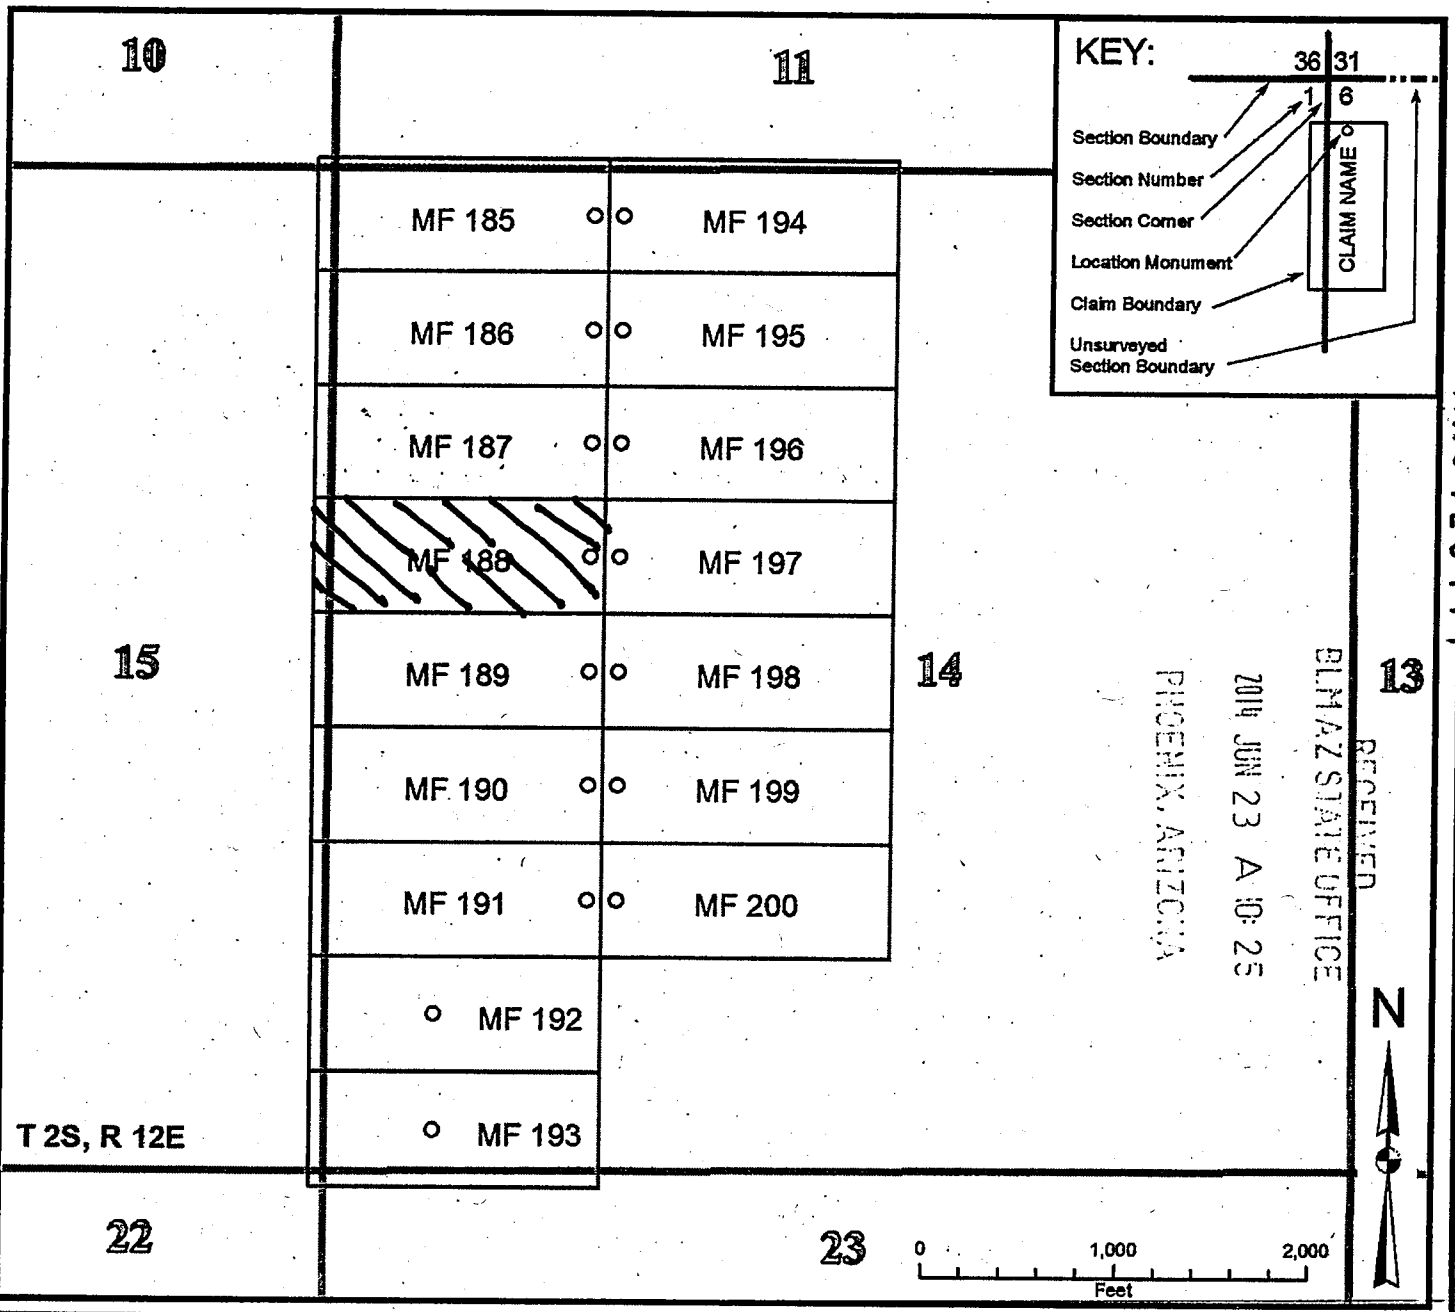 10
11
KEY:
36 31
1 6
Section Boundary
Section Number
Section Corner
Location Monument
Claim Boundary
Unsurveyed
Section Boundary
CLAIM NAME
MF 185
MF 194
MF 186
MF 195
MF 187
MF 196
MF 188
MF 197
15
MF 189
MF 198
14
13
MF 190
MF 199
MF 191
MF 200
MF 192
MF 193
RECEIVED
BLM AZ STATE OFFICE
2014 JUN 23 A 10:25
PHOENIX, ARIZONA
N
T 2S, R 12E
22
23
0 1,000 2,000
Feet